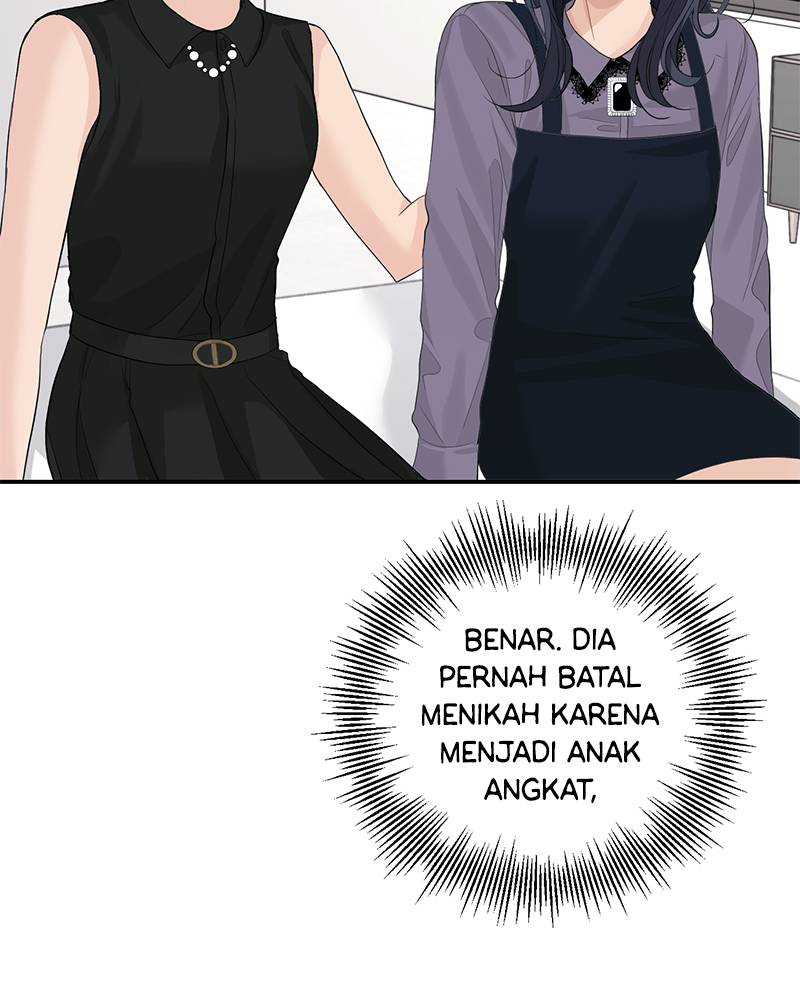 BENAR. DIA
PERNAH BATAL
MENIKAH KARENA
MENJADI ANAK
ANGKAT,